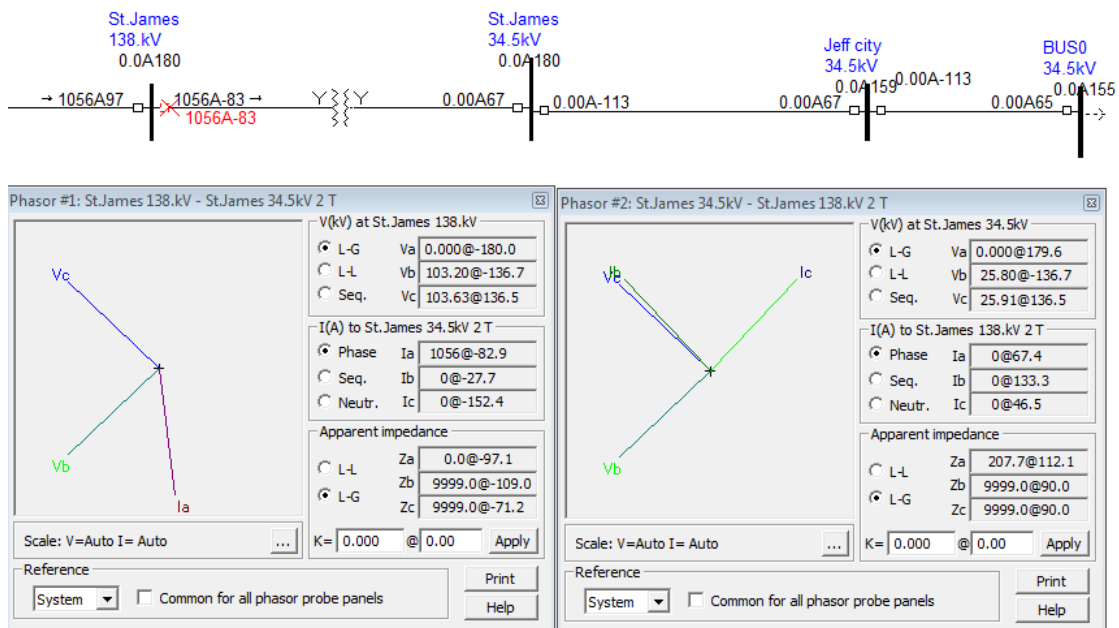 St.James
138.kV
0.0A180
St.James
34.5kV
0.0A180
Jeff city
34.5kV
0.0A159
0.00A-113
BUS0
34.5kV
0.0A155
→ 1056A97
1056A-83 →
1056A-83
0.00A67
0.00A-113
0.00A67
0.00A65
Phasor #1: St.James 138.kV - St.James 34.5kV 2 T
Vc
Vb
Ia
V(kV) at St.James 138.kV
L-G Va 0.000@-180.0
L-L Vb 103.20@-136.7
Seq. Vc 103.63@136.5
I(A) to St.James 34.5kV 2 T
Phase Ia 1056@-82.9
Seq. Ib 0@-27.7
Neutr. Ic 0@-152.4
Apparent impedance
L-L Za 0.0@-97.1
L-G Zb 9999.0@-109.0
Zc 9999.0@-71.2
K= 0.000 @ 0.00 Apply
Scale: V=Auto I= Auto ...
Reference
System Common for all phasor probe panels
Print
Help
Phasor #2: St.James 34.5kV - St.James 138.kV 2 T
Ib
Vc
Ic
Vb
V(kV) at St.James 34.5kV
L-G Va 0.000@179.6
L-L Vb 25.80@-136.7
Seq. Vc 25.91@136.5
I(A) to St.James 138.kV 2 T
Phase Ia 0@67.4
Seq. Ib 0@133.3
Neutr. Ic 0@46.5
Apparent impedance
L-L Za 207.7@112.1
L-G Zb 9999.0@90.0
Zc 9999.0@90.0
K= 0.000 @ 0.00 Apply
Scale: V=Auto I= Auto ...
Reference
System Common for all phasor probe panels
Print
Help